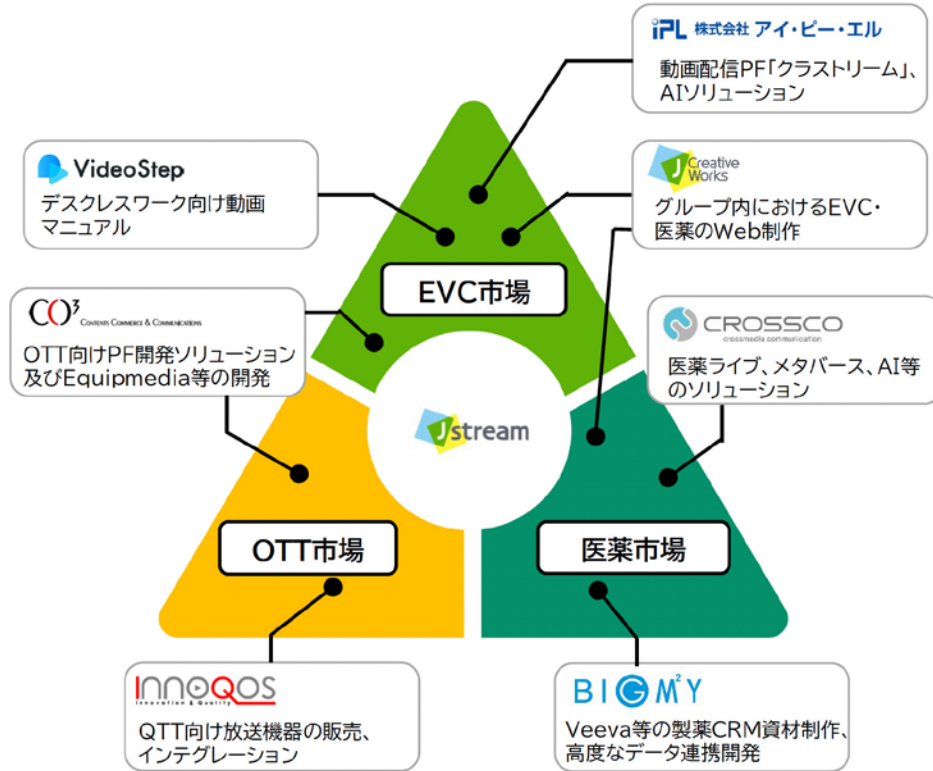 iPL 株式会社 アイ・ピー・エル
動画配信PF「クラストリーム」、
AIソリューション
VideoStep
デスクレスワーク向け動画
マニュアル
J Creative
Works
グループ内におけるEVC・
医薬のWeb制作
EVC市場
CO³ CONTENTS COMMERCE & COMMUNICATIONS
OTT向けPF開発ソリューション
及びEquipmedia等の開発
CROSSCO
crossmedia communication
医薬ライブ、メタバース、AI等
のソリューション
Jstream
OTT市場
医薬市場
INNOQOS
Innovation & Quality
QTT向け放送機器の販売、
インテグレーション
BIGM²Y
Veeva等の製薬CRM資材制作、
高度なデータ連携開発